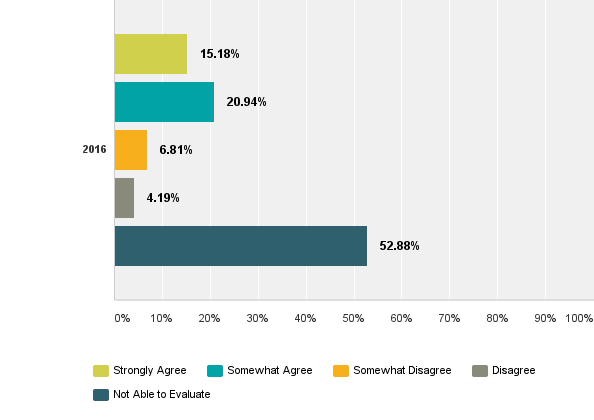 15.18%
20.94%
2016
6.81%
4.19%
52.88%
0% 10% 20% 30% 40% 50% 60% 70% 80% 90% 100%
Strongly Agree Somewhat Agree Somewhat Disagree Disagree
Not Able to Evaluate